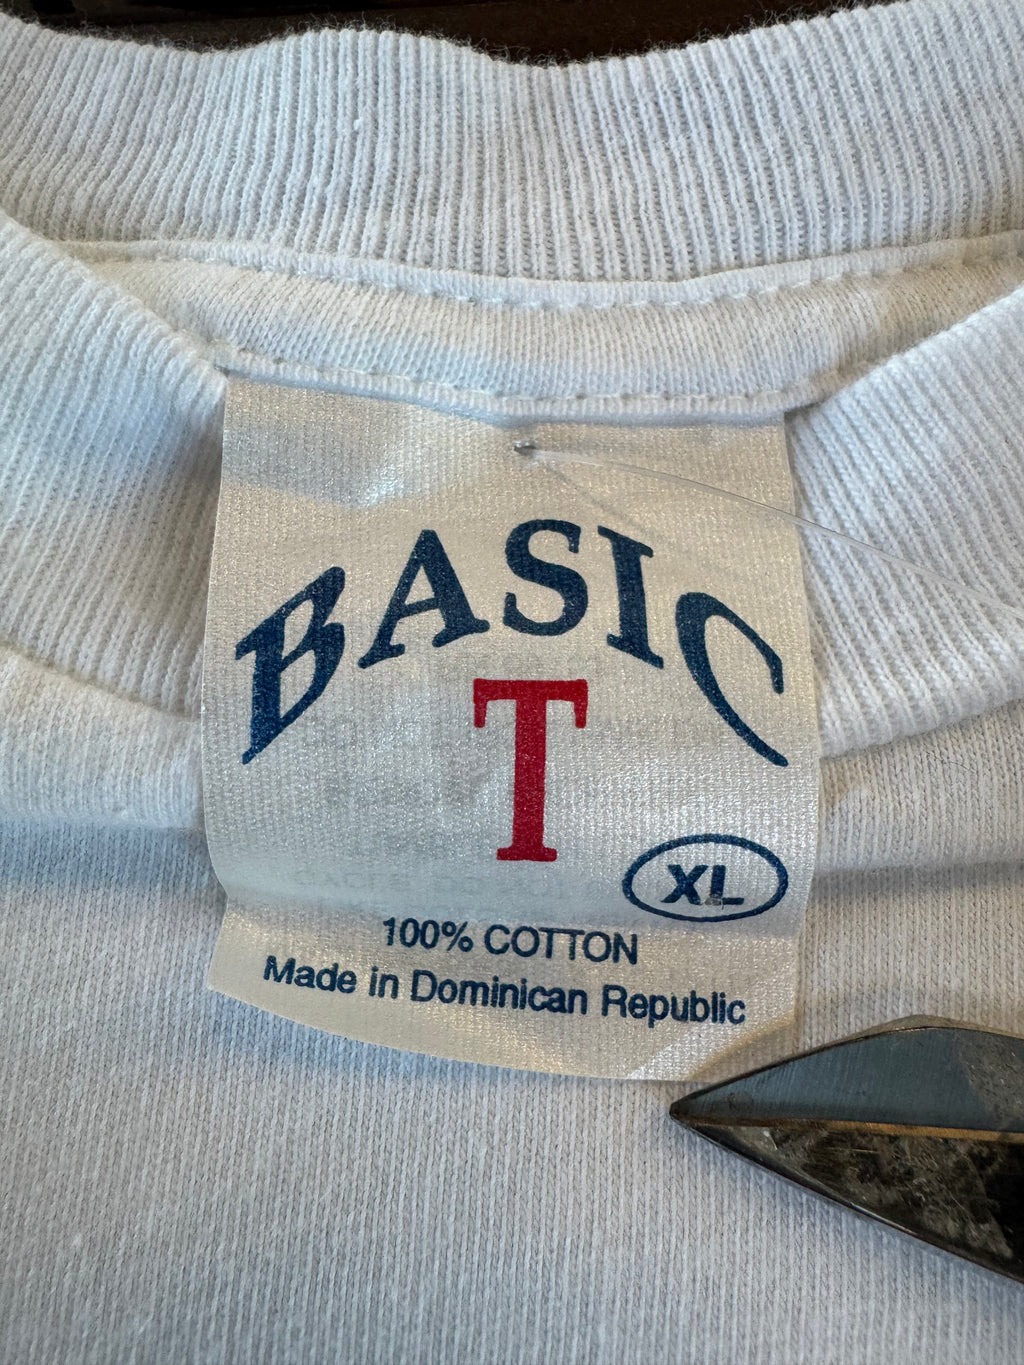 BASIC
T
XL
100% COTTON
Made in Dominican Republic